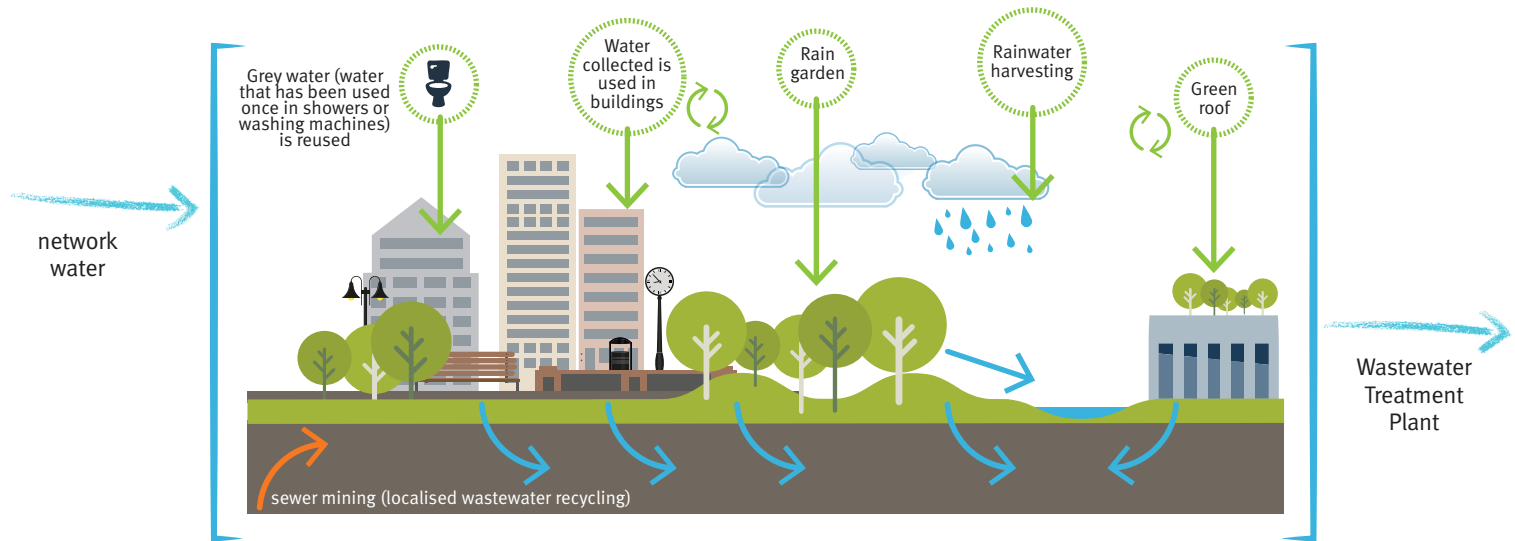 network
water
Grey water (water
that has been used
once in showers or
washing machines)
is reused
Water
collected is
used in
buildings
Rain
garden
Rainwater
harvesting
Green
roof
sewer mining (localised wastewater recycling)
Wastewater
Treatment
Plant